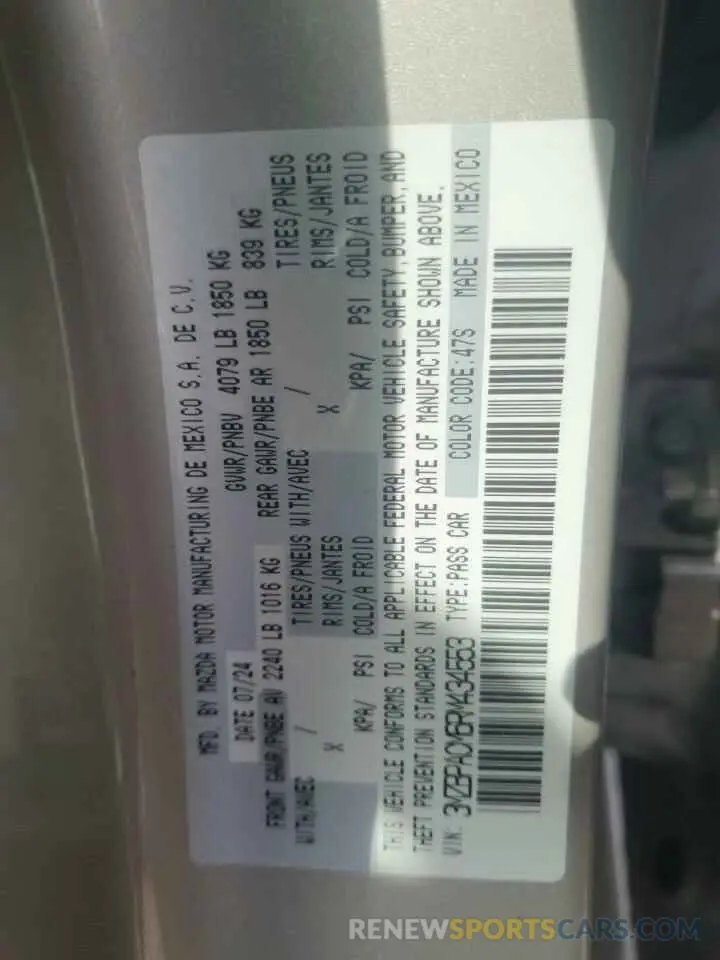 MFD. BY MAZDA MOTOR MANUFACTURING DE MEXICO S.A. DE C.V.
DATE 07/24 GVWR/PNBV 4079 LB 1850 KG
FRONT GAWR/PNBE AV 2240 LB 1016 KG REAR GAWR/PNBE AR 1850 LB 839 KG
WITH/AVEC / TIRES/PNEUS WITH/AVEC / TIRES/PNEUS
X RIMS/JANTES X RIMS/JANTES
KPA/ PSI COLD/A FROID KPA/ PSI COLD/A FROID
THIS VEHICLE CONFORMS TO ALL APPLICABLE FEDERAL MOTOR VEHICLE SAFETY, BUMPER, AND
THEFT PREVENTION STANDARDS IN EFFECT ON THE DATE OF MANUFACTURE SHOWN ABOVE.
VIN: 3MZBPACM6RM434553 TYPE:PASS CAR COLOR CODE:47S MADE IN MEXICO
RENEWSPORTSCARS.COM